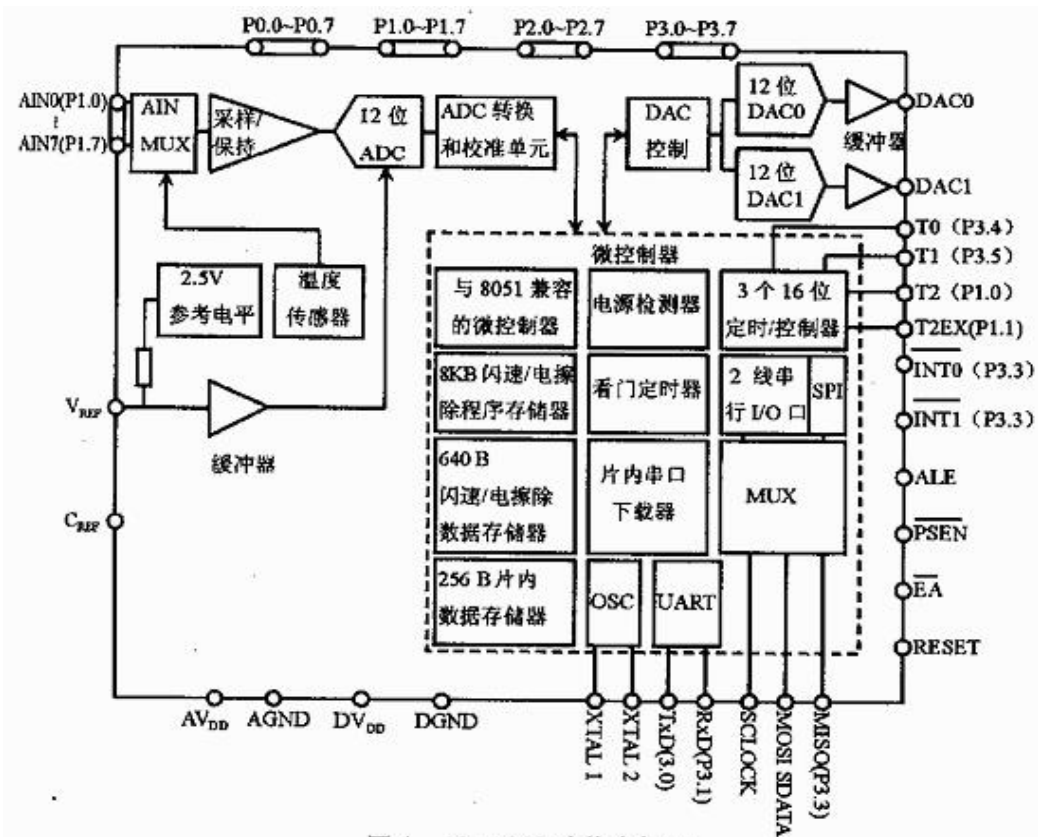 P0.0~P0.7
P1.0~P1.7
P2.0~P2.7
P3.0~P3.7
AIN0(P1.0)
~
AIN7(P1.7)
AIN
MUX
采样/
保持
12 位
ADC
ADC 转换
和校准单元
DAC
控制
12 位
DAC0
12 位
DAC1
缓冲器
DAC0
DAC1
T0（P3.4）
T1（P3.5）
T2（P1.0）
T2EX(P1.1)
INT0（P3.3）
INT1（P3.3）
ALE
PSEN
EA
RESET
2.5V
参考电平
温度
传感器
VREF
缓冲器
CREF
微控制器
与 8051 兼容
的微控制器
电源检测器
3 个 16 位
定时/控制器
8KB 闪速/电擦
除程序存储器
看门定时器
2 线串
行 I/O 口
SPI
640 B
闪速/电擦除
数据存储器
片内串口
下载器
MUX
256 B 片内
数据存储器
OSC
UART
AVDD
AGND
DVDD
DGND
XTAL 1
XTAL 2
TxD(3.0)
RxD(P3.1)
SCLOCK
MOSI SDATA
MISO(P3.3)